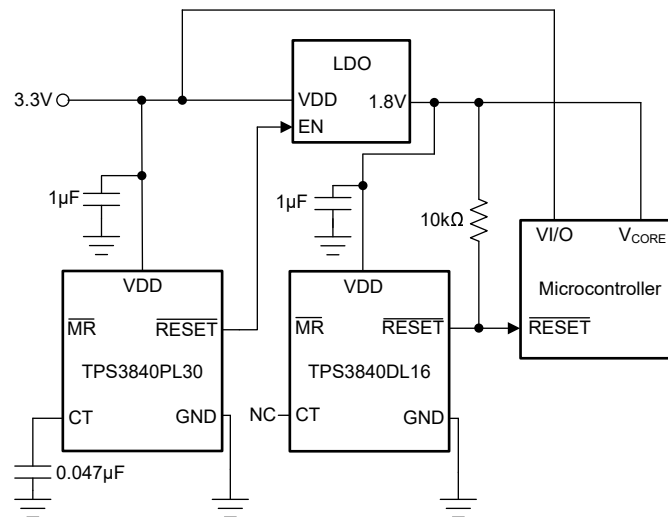 LDO
3.3V
VDD
1.8V
EN
1µF
1µF
10kΩ
VI/O
VCORE
VDD
VDD
Microcontroller
MR
RESET
MR
RESET
RESET
TPS3840PL30
TPS3840DL16
CT
GND
NC
CT
GND
0.047µF